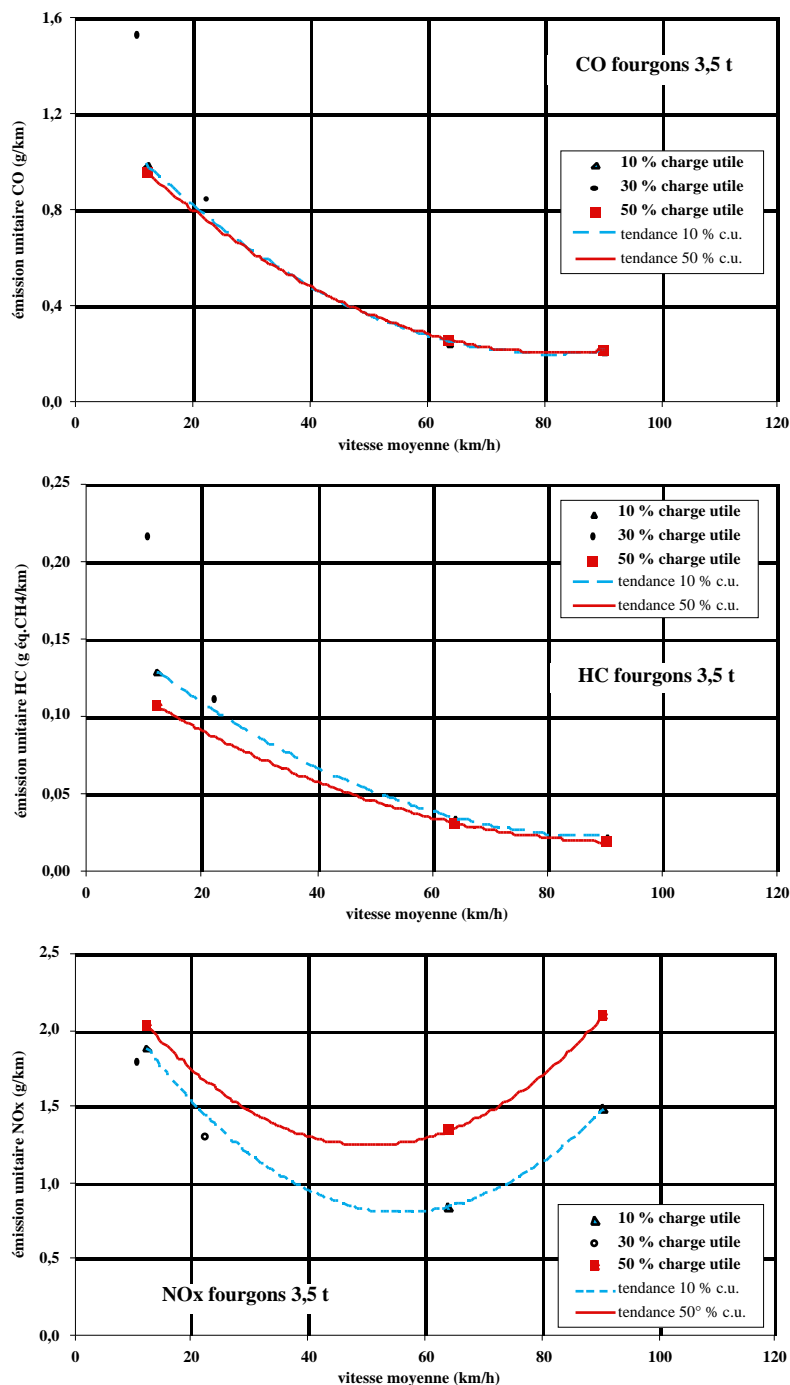 1,6
1,2
0,8
0,4
0,0
émission unitaire CO (g/km)
CO fourgons 3,5 t
10 % charge utile
30 % charge utile
50 % charge utile
tendance 10 % c.u.
tendance 50 % c.u.
0 20 40 60 80 100 120
vitesse moyenne (km/h)
0,25
0,20
0,15
0,10
0,05
0,00
émission unitaire HC (g éq.CH4/km)
10 % charge utile
30 % charge utile
50 % charge utile
tendance 10 % c.u.
tendance 50 % c.u.
HC fourgons 3,5 t
0 20 40 60 80 100 120
vitesse moyenne (km/h)
2,5
2,0
1,5
1,0
0,5
0,0
émission unitaire NOx (g/km)
10 % charge utile
30 % charge utile
50 % charge utile
tendance 10 % c.u.
tendance 50° % c.u.
NOx fourgons 3,5 t
0 20 40 60 80 100 120
vitesse moyenne (km/h)